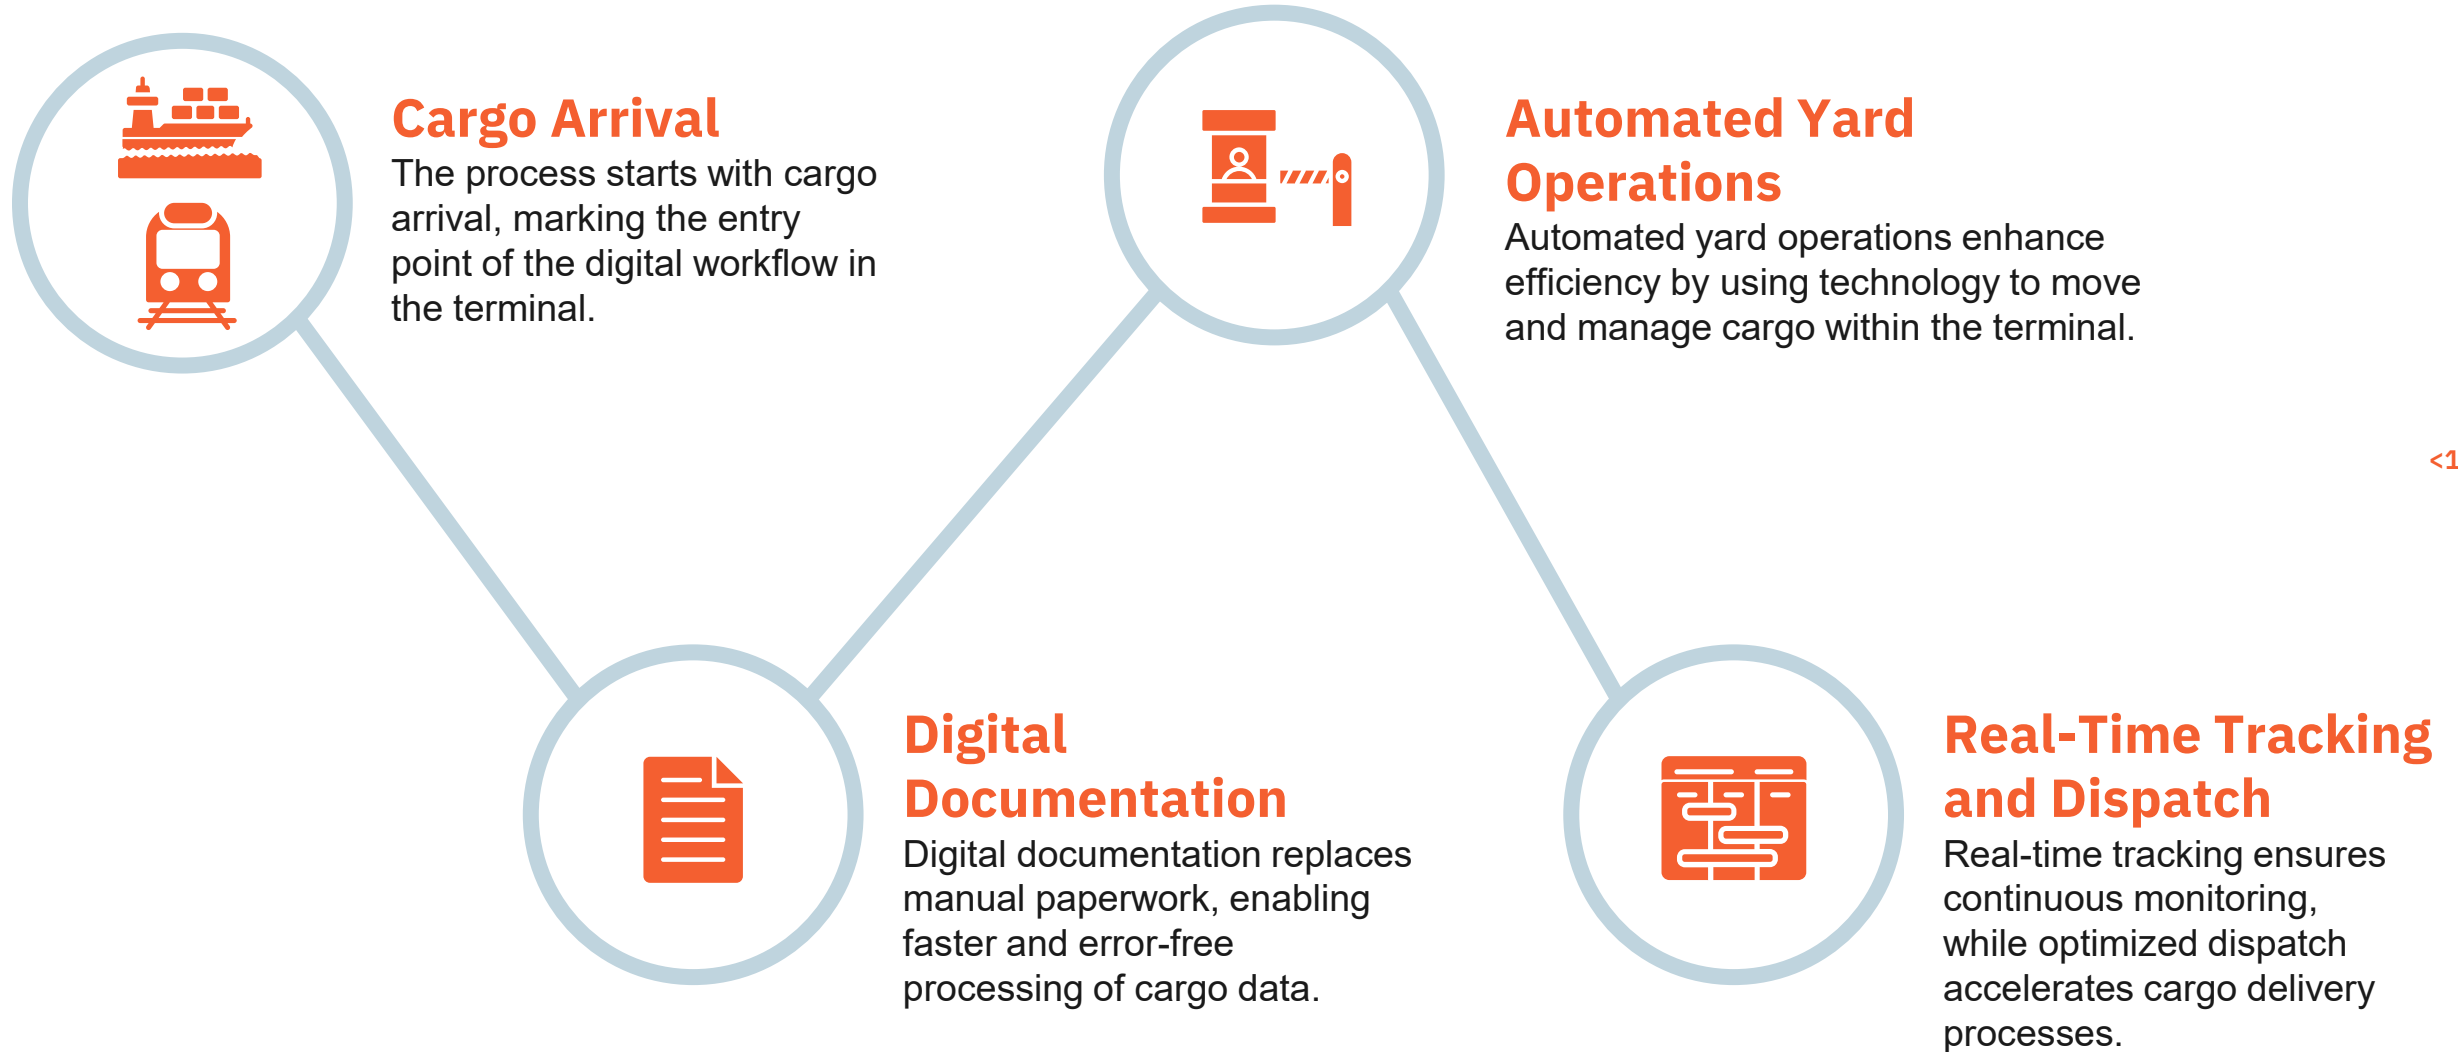 Cargo Arrival
The process starts with cargo
arrival, marking the entry
point of the digital workflow in
the terminal.
Digital
Documentation
Digital documentation replaces
manual paperwork, enabling
faster and error-free
processing of cargo data.
Automated Yard
Operations
Automated yard operations enhance
efficiency by using technology to move
and manage cargo within the terminal.
Real-Time Tracking
and Dispatch
Real-time tracking ensures
continuous monitoring,
while optimized dispatch
accelerates cargo delivery
processes.
<1